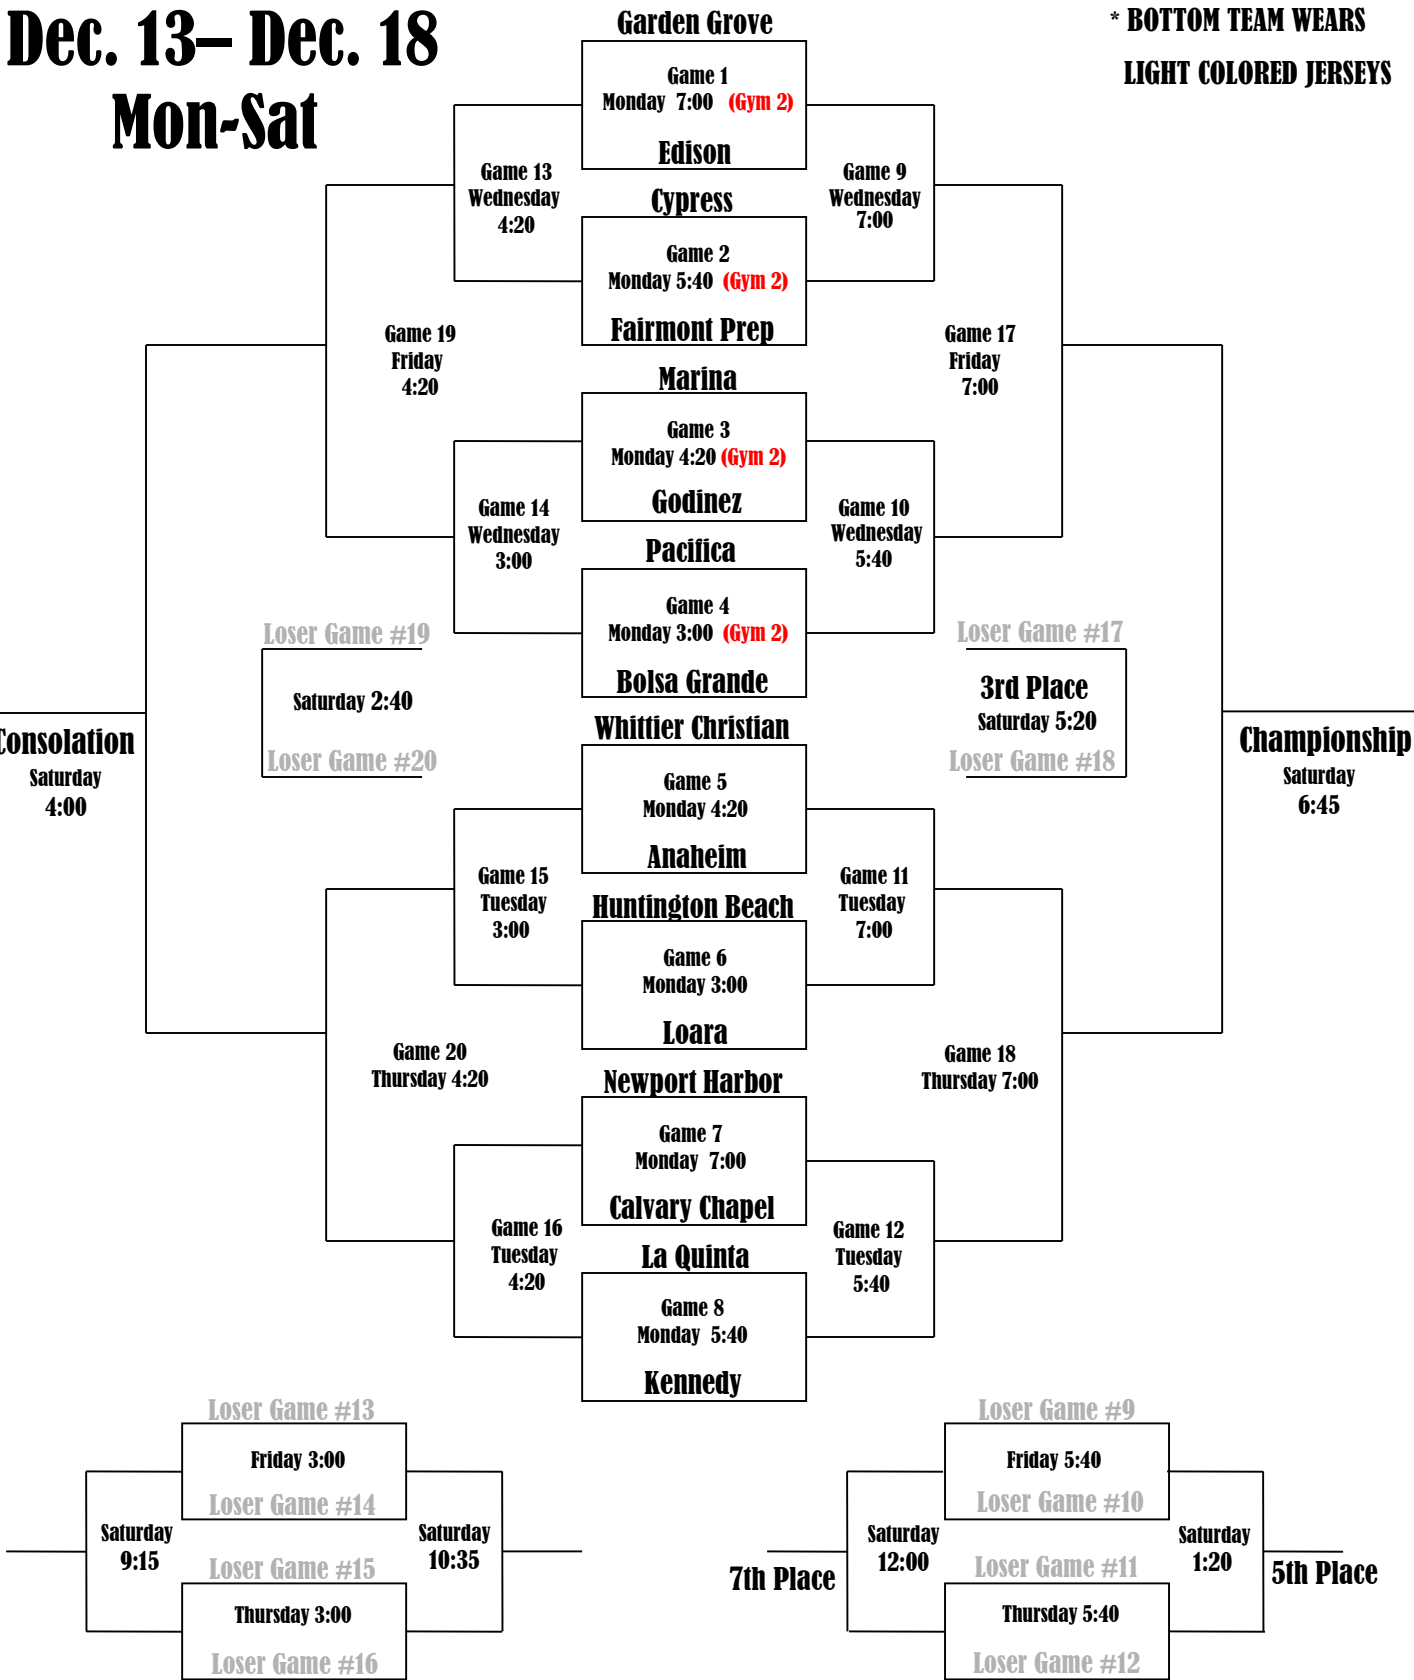 Dec. 13– Dec. 18
Mon-Sat
* BOTTOM TEAM WEARS
LIGHT COLORED JERSEYS
Garden Grove
Game 1
Monday 7:00 (Gym 2)
Edison
Game 13
Wednesday
4:20
Game 9
Wednesday
7:00
Cypress
Game 2
Monday 5:40 (Gym 2)
Fairmont Prep
Game 19
Friday
4:20
Game 17
Friday
7:00
Marina
Game 3
Monday 4:20 (Gym 2)
Godinez
Game 14
Wednesday
3:00
Game 10
Wednesday
5:40
Pacifica
Game 4
Monday 3:00 (Gym 2)
Bolsa Grande
Loser Game #19
Saturday 2:40
Loser Game #20
Loser Game #17
3rd Place
Saturday 5:20
Loser Game #18
Consolation
Saturday
4:00
Championship
Saturday
6:45
Whittier Christian
Game 5
Monday 4:20
Anaheim
Game 15
Tuesday
3:00
Game 11
Tuesday
7:00
Huntington Beach
Game 6
Monday 3:00
Loara
Game 20
Thursday 4:20
Game 18
Thursday 7:00
Newport Harbor
Game 7
Monday 7:00
Calvary Chapel
Game 16
Tuesday
4:20
Game 12
Tuesday
5:40
La Quinta
Game 8
Monday 5:40
Kennedy
Loser Game #13
Friday 3:00
Loser Game #14
Saturday
9:15
Saturday
10:35
Loser Game #15
Thursday 3:00
Loser Game #16
Loser Game #9
Friday 5:40
Loser Game #10
7th Place
Saturday
12:00
Saturday
1:20
5th Place
Loser Game #11
Thursday 5:40
Loser Game #12